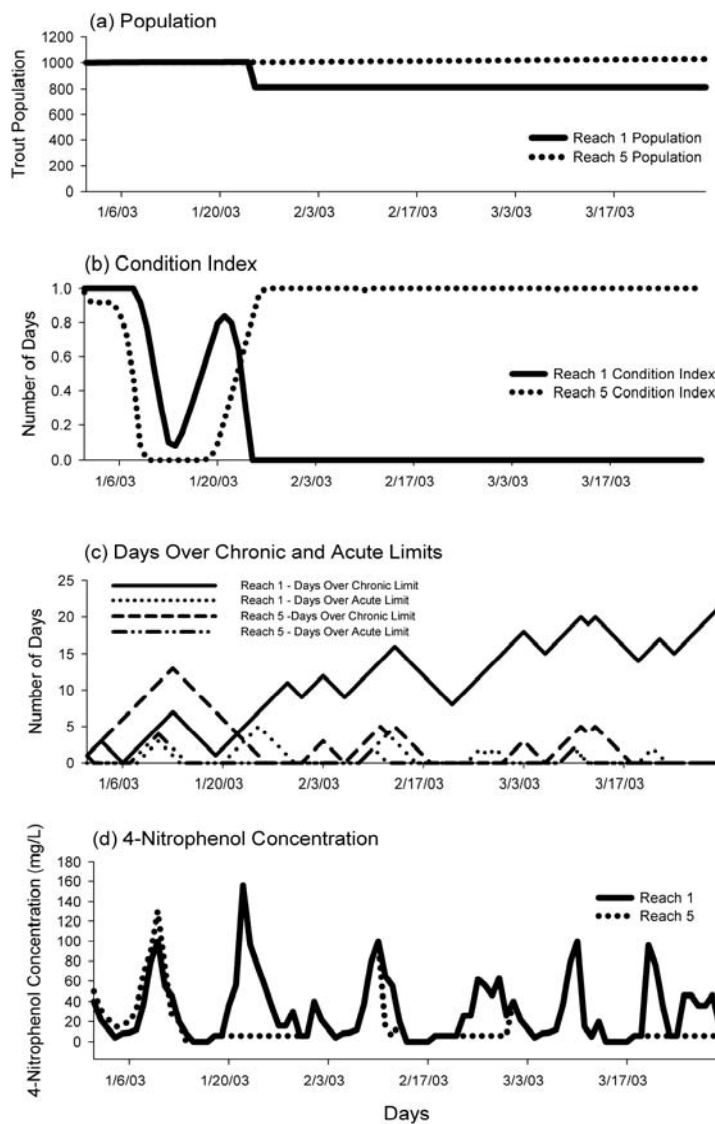 (a) Population
1200
1000
800
600
400
200
0
Trout Population
Reach 1 Population
Reach 5 Population
1/6/03 1/20/03 2/3/03 2/17/03 3/3/03 3/17/03
(b) Condition Index
1.0
0.8
0.6
0.4
0.2
0.0
Number of Days
Reach 1 Condition Index
Reach 5 Condition Index
1/6/03 1/20/03 2/3/03 2/17/03 3/3/03 3/17/03
(c) Days Over Chronic and Acute Limits
25
20
15
10
5
0
Number of Days
Reach 1 - Days Over Chronic Limit
Reach 1 - Days Over Acute Limit
Reach 5 -Days Over Chronic Limit
Reach 5 - Days Over Acute Limit
1/6/03 1/20/03 2/3/03 2/17/03 3/3/03 3/17/03
(d) 4-Nitrophenol Concentration
180
160
140
120
100
80
60
40
20
0
4-Nitrophenol Concentration (mg/L)
Reach 1
Reach 5
1/6/03 1/20/03 2/3/03 2/17/03 3/3/03 3/17/03
Days